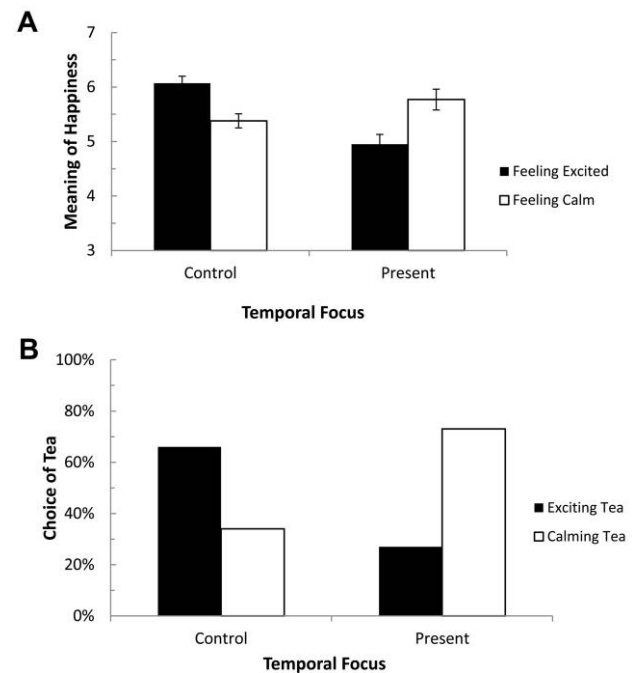 A
7
6
5
4
3
Meaning of Happiness
Control
Present
Temporal Focus
Feeling Excited
Feeling Calm
B
100%
80%
60%
40%
20%
0%
Choice of Tea
Control
Present
Temporal Focus
Exciting Tea
Calming Tea